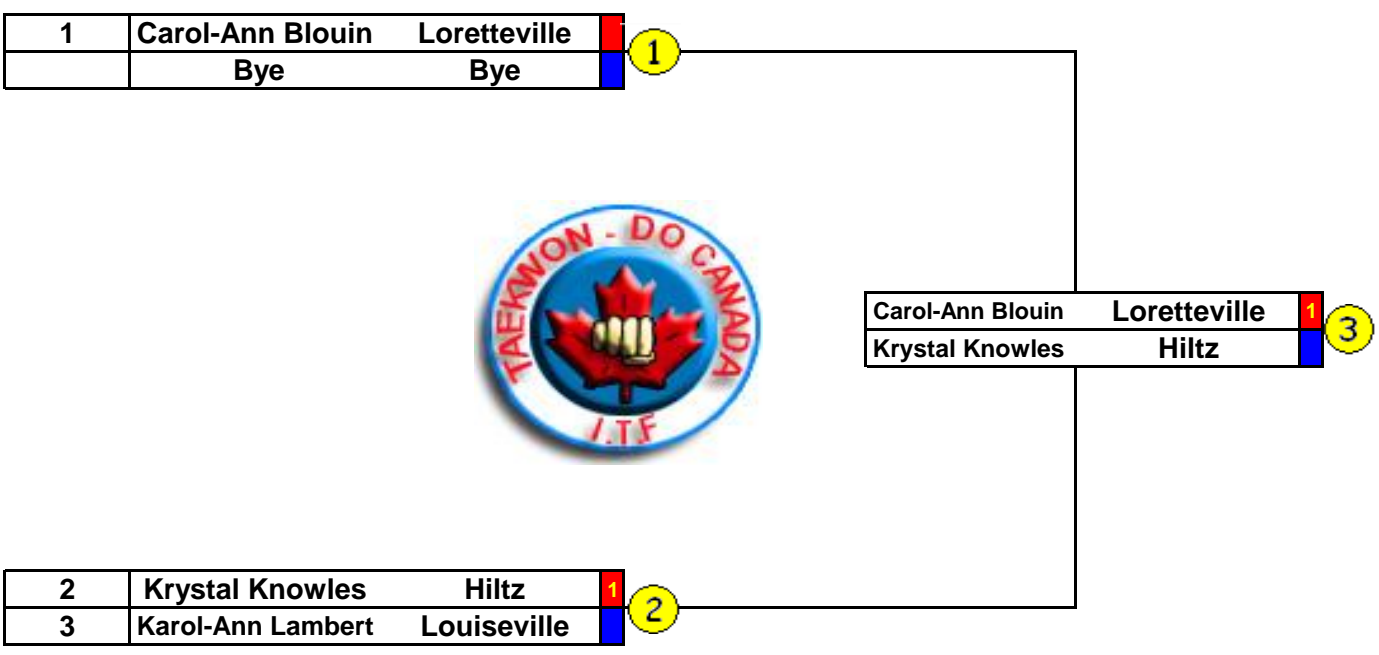 1 Carol-Ann Blouin Loretteville
Bye Bye
1
TAEKWON - DO CANADA
I.T.F
Carol-Ann Blouin Loretteville 1
Krystal Knowles Hiltz
3
2 Krystal Knowles Hiltz 1
3 Karol-Ann Lambert Louiseville
2